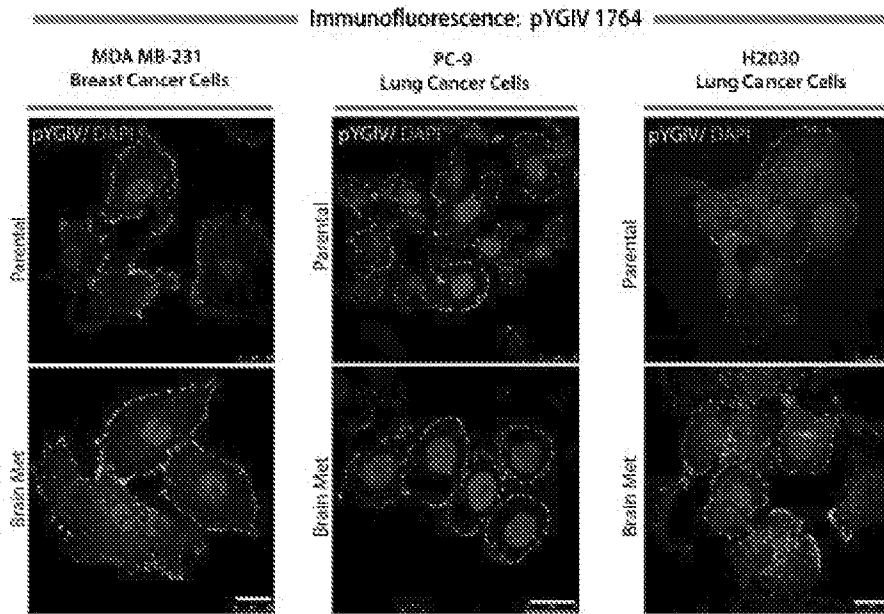 Immunofluorescence: pYGIV 1764
MDA MB-231
Breast Cancer Cells
PC-9
Lung Cancer Cells
H2030
Lung Cancer Cells
pYGIV/ DAPI
pYGIV/ DAPI
pYGIV/ DAPI
Parental
Parental
Parental
Brain Met
Brain Met
Brain Met